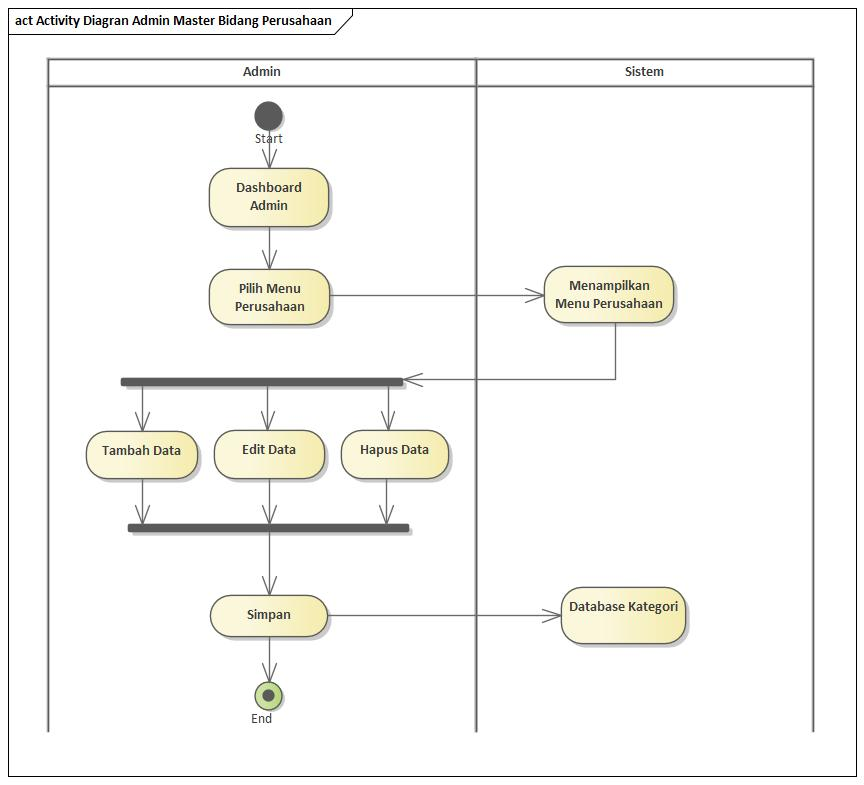 act Activity Diagran Admin Master Bidang Perusahaan
Admin
Sistem
Start
Dashboard
Admin
Pilih Menu
Perusahaan
Menampilkan
Menu Perusahaan
Tambah Data
Edit Data
Hapus Data
Simpan
Database Kategori
End